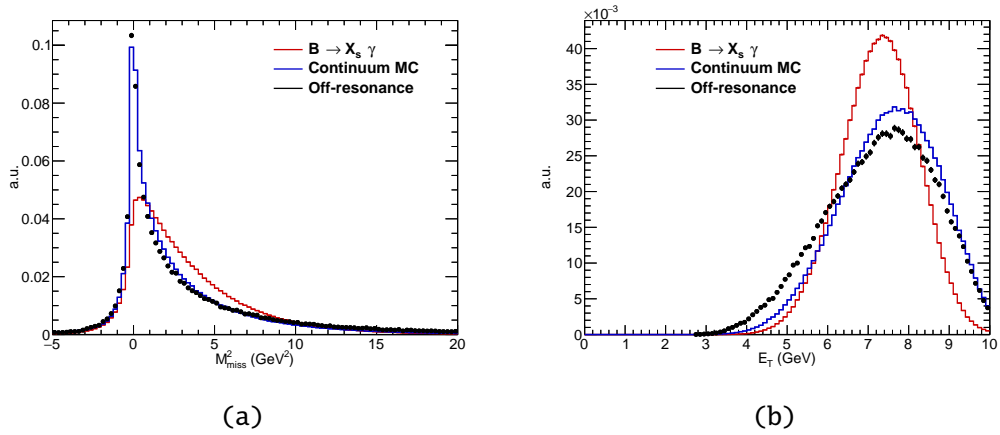 0.1
0.08
0.06
0.04
0.02
0
a.u.
B → Xs γ
Continuum MC
Off-resonance
−5 0 5 10 15 20
M²miss (GeV²)
(a)
×10⁻³
40
35
30
25
20
15
10
5
0
a.u.
B → Xs γ
Continuum MC
Off-resonance
0 1 2 3 4 5 6 7 8 9 10
ET (GeV)
(b)